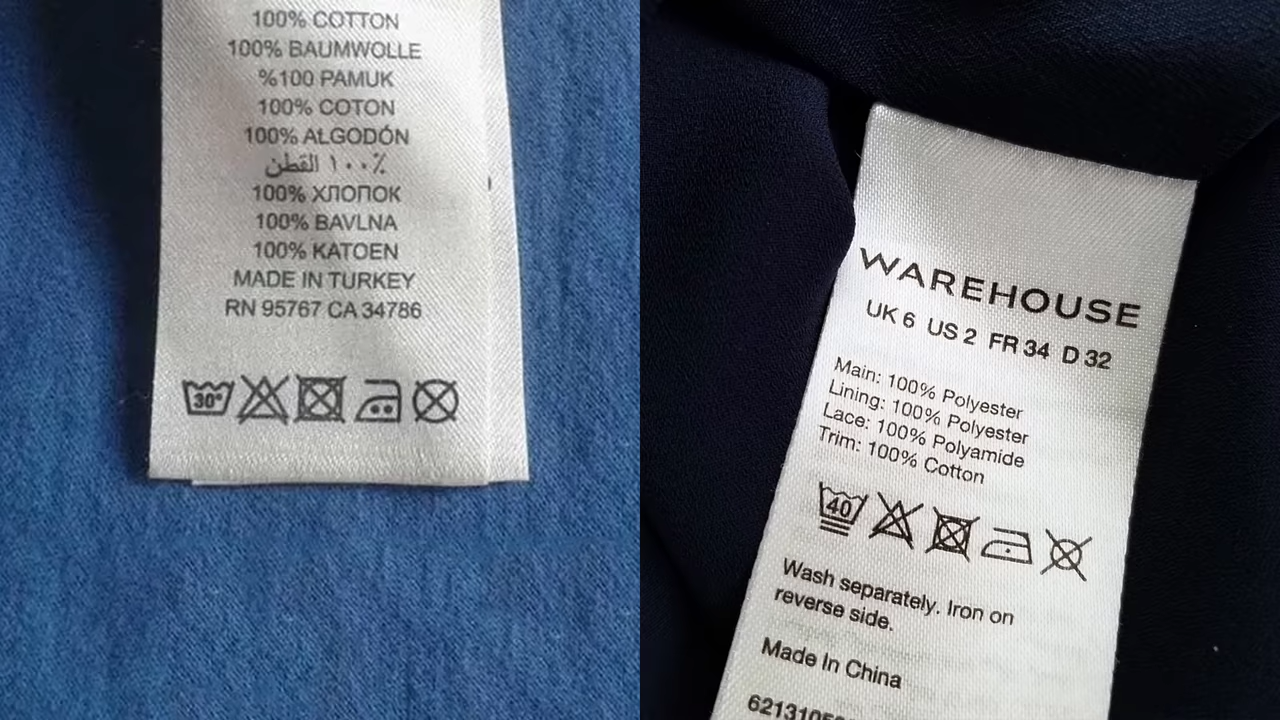 100% COTTON
100% BAUMWOLLE
%100 PAMUK
100% COTON
100% ALGODÓN
١٠٠٪ القطن
100% ХЛОПОК
100% BAVLNA
100% KATOEN
MADE IN TURKEY
RN 95767 CA 34786
30°
WAREHOUSE
UK 6 US 2 FR 34 D 32
Main: 100% Polyester
Lining: 100% Polyester
Lace: 100% Polyamide
Trim: 100% Cotton
40
Wash separately. Iron on
reverse side.
Made In China